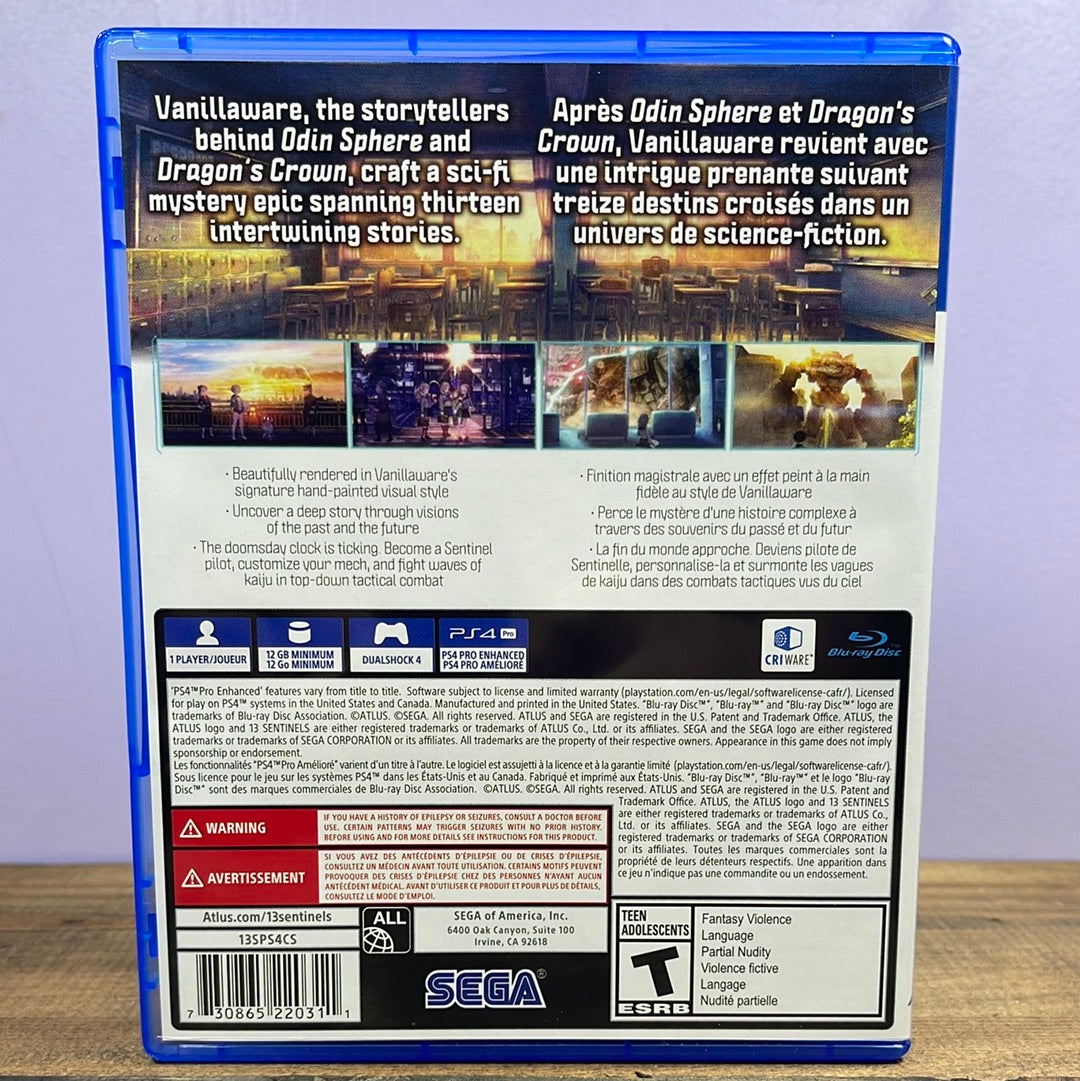 Vanillaware, the storytellers
behind Odin Sphere and
Dragon's Crown, craft a sci-fi
mystery epic spanning thirteen
intertwining stories.
Après Odin Sphere et Dragon's
Crown, Vanillaware revient avec
une intrigue prenante suivant
treize destins croisés dans un
univers de science-fiction.
· Beautifully rendered in Vanillaware's
signature hand-painted visual style
· Uncover a deep story through visions
of the past and the future
· The doomsday clock is ticking. Become a Sentinel
pilot, customize your mech, and fight waves of
kaiju in top-down tactical combat
· Finition magistrale avec un effet peint à la main
fidèle au style de Vanillaware
· Perce le mystère d'une histoire complexe à
travers des souvenirs du passé et du futur
· La fin du monde approche. Deviens pilote de
Sentinelle, personnalise-la et surmonte les vagues
de kaiju dans des combats tactiques vus du ciel
1 PLAYER/JOUEUR
12 GB MINIMUM
12 Go MINIMUM
DUALSHOCK 4
PS4 Pro
PS4 PRO ENHANCED
PS4 PRO AMÉLIORÉ
CRIWARE™
Blu-ray Disc™
'PS4™Pro Enhanced' features vary from title to title. Software subject to license and limited warranty (playstation.com/en-us/legal/softwarelicense-cafr/). Licensed
for play on PS4™ systems in the United States and Canada. Manufactured and printed in the United States. "Blu-ray Disc™", "Blu-ray™" and "Blu-ray Disc™" logo are
trademarks of Blu-ray Disc Association. ©ATLUS. ©SEGA. All rights reserved. ATLUS and SEGA are registered in the U.S. Patent and Trademark Office. ATLUS, the
ATLUS logo and 13 SENTINELS are either registered trademarks or trademarks of ATLUS Co., Ltd. or its affiliates. SEGA and the SEGA logo are either registered
trademarks or trademarks of SEGA CORPORATION or its affiliates. All trademarks are the property of their respective owners. Appearance in this game does not imply
sponsorship or endorsement.
Les fonctionnalités "PS4™Pro Amélioré" varient d'un titre à l'autre. Le logiciel est assujetti à la licence et à la garantie limité (playstation.com/en-us/legal/softwarelicense-cafr/).
Sous licence pour le jeu sur les systèmes PS4™ dans les États-Unis et au Canada. Fabriqué et imprimé aux États-Unis. "Blu-ray Disc™", "Blu-ray™" et le logo "Blu-ray
Disc™" sont des marques commerciales de Blu-ray Disc Association. ©ATLUS. ©SEGA. All rights reserved. ATLUS and SEGA are registered in the U.S. Patent and
Trademark Office. ATLUS, the ATLUS logo and 13 SENTINELS
are either registered trademarks or trademarks of ATLUS Co.,
Ltd. or its affiliates. SEGA and the SEGA logo are either
registered trademarks or trademarks of SEGA CORPORATION
or its affiliates. Toutes les marques commerciales sont la
propriété de leurs détenteurs respectifs. Une apparition dans
ce jeu n'indique pas une commandite ou un endossement.
WARNING
IF YOU HAVE A HISTORY OF EPILEPSY OR SEIZURES, CONSULT A DOCTOR BEFORE
USE. CERTAIN PATTERNS MAY TRIGGER SEIZURES WITH NO PRIOR HISTORY.
BEFORE USING AND FOR MORE DETAILS SEE INSTRUCTIONS FOR THIS PRODUCT.
AVERTISSEMENT
SI VOUS AVEZ DES ANTÉCÉDENTS D'ÉPILEPSIE OU DE CRISES D'ÉPILEPSIE,
CONSULTEZ UN MÉDECIN AVANT TOUTE UTILISATION. CERTAINS MOTIFS PEUVENT
PROVOQUER DES CRISES D'ÉPILEPSIE CHEZ DES PERSONNES N'AYANT AUCUN
ANTÉCÉDENT MÉDICAL. AVANT D'UTILISER CE PRODUIT ET POUR PLUS DE DÉTAILS,
CONSULTEZ LE MODE D'EMPLOI.
Atlus.com/13sentinels
13SPS4CS
ALL
SEGA of America, Inc.
6400 Oak Canyon, Suite 100
Irvine, CA 92618
7 30865 22031 1
SEGA®
TEEN
ADOLESCENTS
T
ESRB
Fantasy Violence
Language
Partial Nudity
Violence fictive
Langage
Nudité partielle